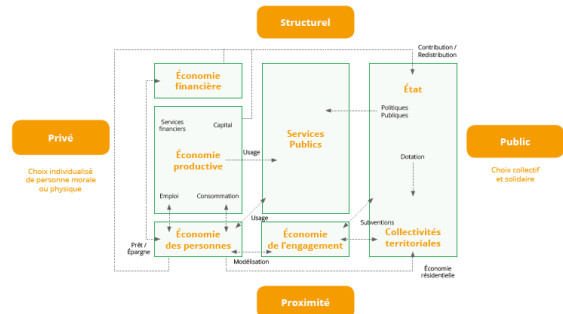 Structurel
Contribution /
Redistribution
Économie
financière
État
Services
financiers
Capital
Politiques
Publiques
Privé
Choix individualisé
de personne morale
ou physique
Services
Publics
Public
Choix collectif
et solidaire
Économie
productive
Usage
Dotation
Emploi
Consommation
Usage
Subventions
Économie
des personnes
Économie
de l'engagement
Collectivités
territoriales
Prêt /
Épargne
Modélisation
Économie
résidentielle
Proximité